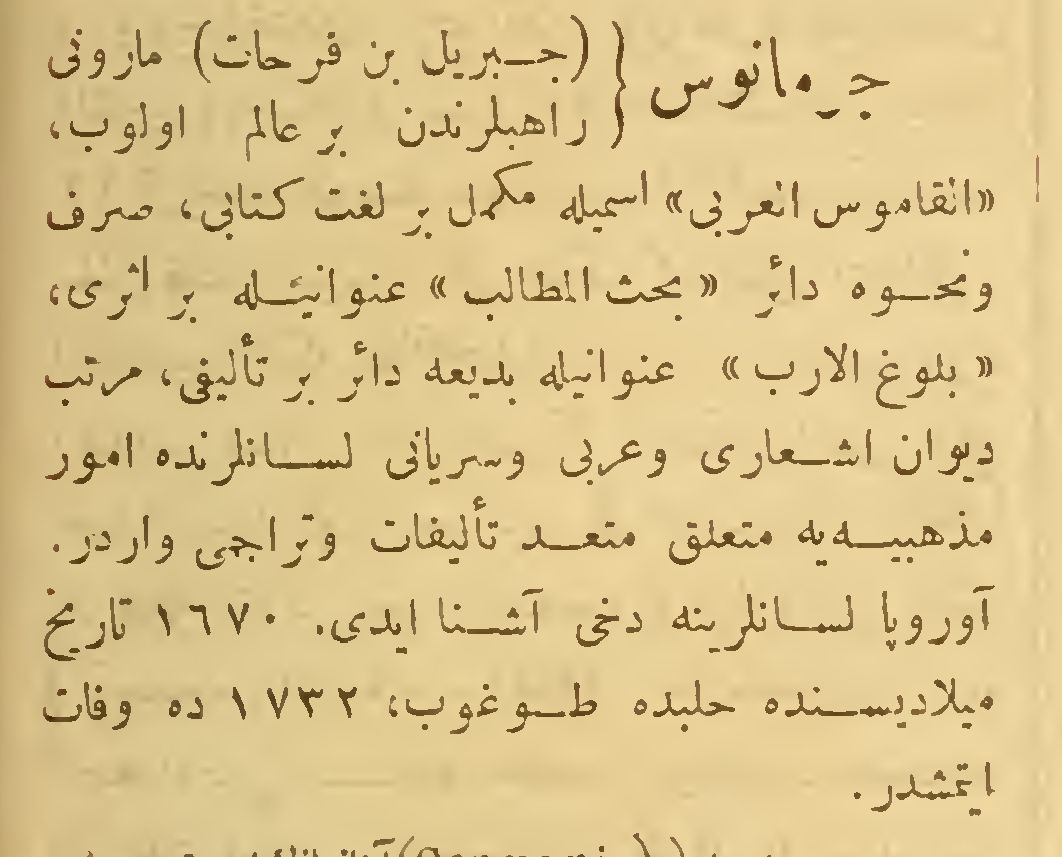 جرمانوس { (جبريل بن فرحات) مارونى
راهبلرندن بر عالم اولوب،
«القاموس العربى» اسميله مكمل بر لغت كتابى، صرف
ونحوه دائر «بحث المطالب» عنوانيله بر اثرى،
«بلوغ الارب» عنوانيله بديعه دائر بر تأليفى، مرتب
ديوان اشعارى وعربى وسريانى لسانلرنده امور
مذهبيه‌يه متعلق متعدد تأليفات وتراجمى واردر.
آوروپا لسانلرينه دخى آشنا ايدى. ١٦٧٠ تاريخ
ميلاديسنده حلبده طوغوب، ١٧٣٢ ده وفات
ايتمشدر.